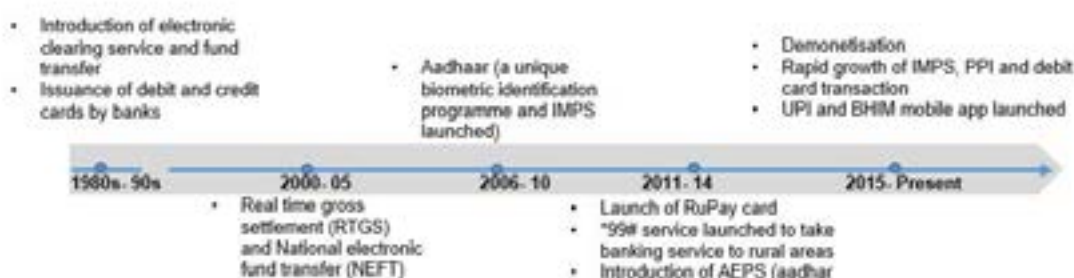 • Introduction of electronic
clearing service and fund
transfer
• Issuance of debit and credit
cards by banks
• Aadhaar (a unique
biometric identification
programme and IMPS
launched)
• Demonetisation
• Rapid growth of IMPS, PPI and debit
card transaction
• UPI and BHIM mobile app launched
1980s- 90s
2000- 05
2006- 10
2011- 14
2015- Present
• Real time gross
settlement (RTGS)
and National electronic
fund transfer (NEFT)
• Launch of RuPay card
• *99# service launched to take
banking service to rural areas
• Introduction of AEPS (aadhar